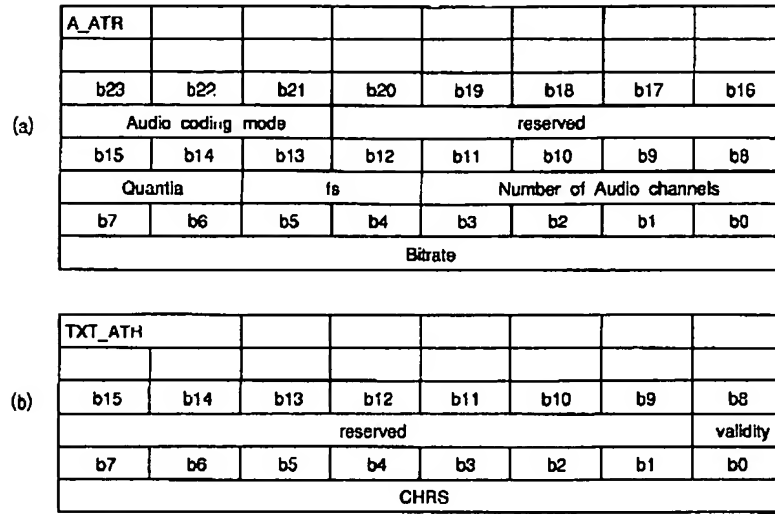 A_ATR
b23 b22 b21 b20 b19 b18 b17 b16
(a) Audio coding mode reserved
b15 b14 b13 b12 b11 b10 b9 b8
Quantia fs Number of Audio channels
b7 b6 b5 b4 b3 b2 b1 b0
Bitrate
TXT_ATR
(b) b15 b14 b13 b12 b11 b10 b9 b8
reserved validity
b7 b6 b5 b4 b3 b2 b1 b0
CHRS